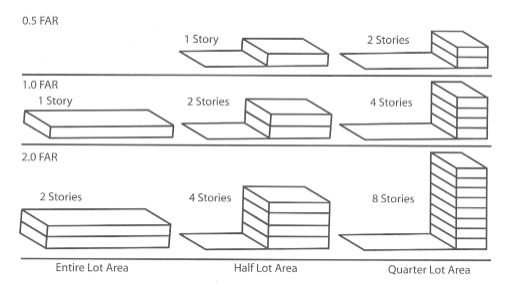 0.5 FAR
1 Story
2 Stories
1.0 FAR
1 Story
2 Stories
4 Stories
2.0 FAR
2 Stories
4 Stories
8 Stories
Entire Lot Area
Half Lot Area
Quarter Lot Area